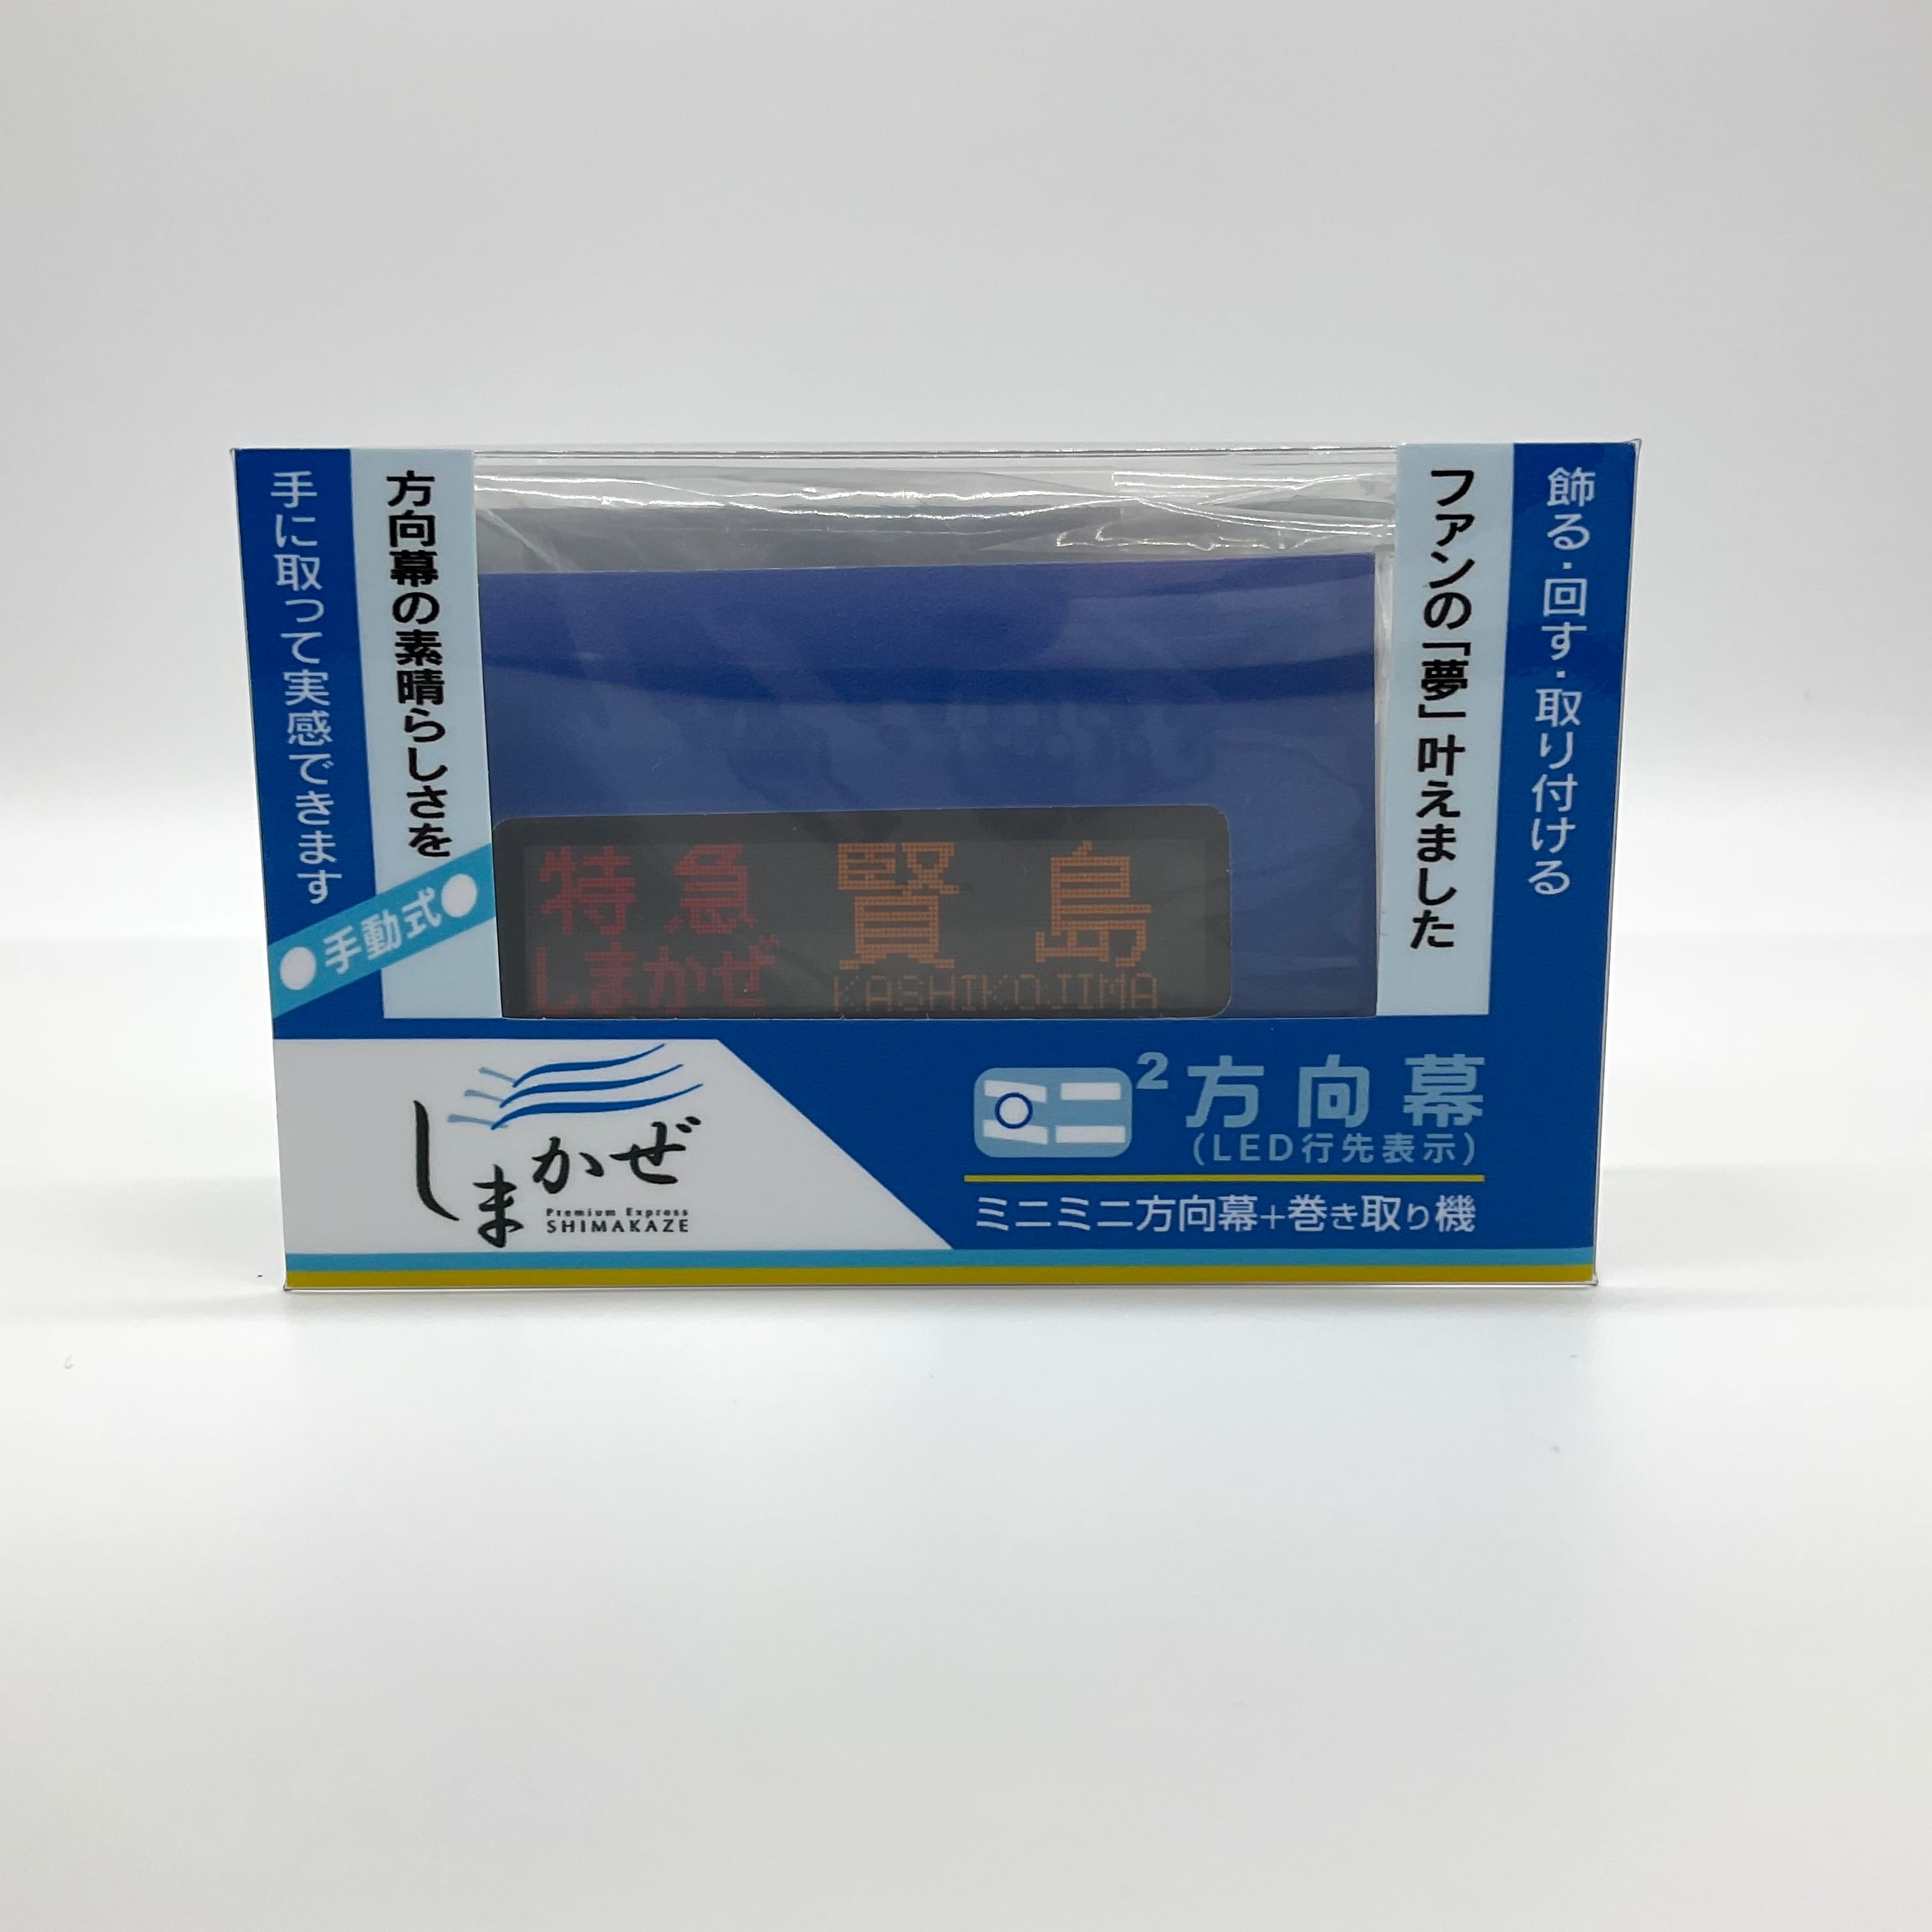 飾る・回す・取り付ける
ファンの「夢」叶えました
方向幕の素晴らしさを
手に取って実感できます
手動式
特急 賢島
しまかぜ KASHIKOJIMA
しまかぜ
Premium Express
SHIMAKAZE
ミニ² 方向幕
(LED行先表示)
ミニミニ方向幕+巻き取り機